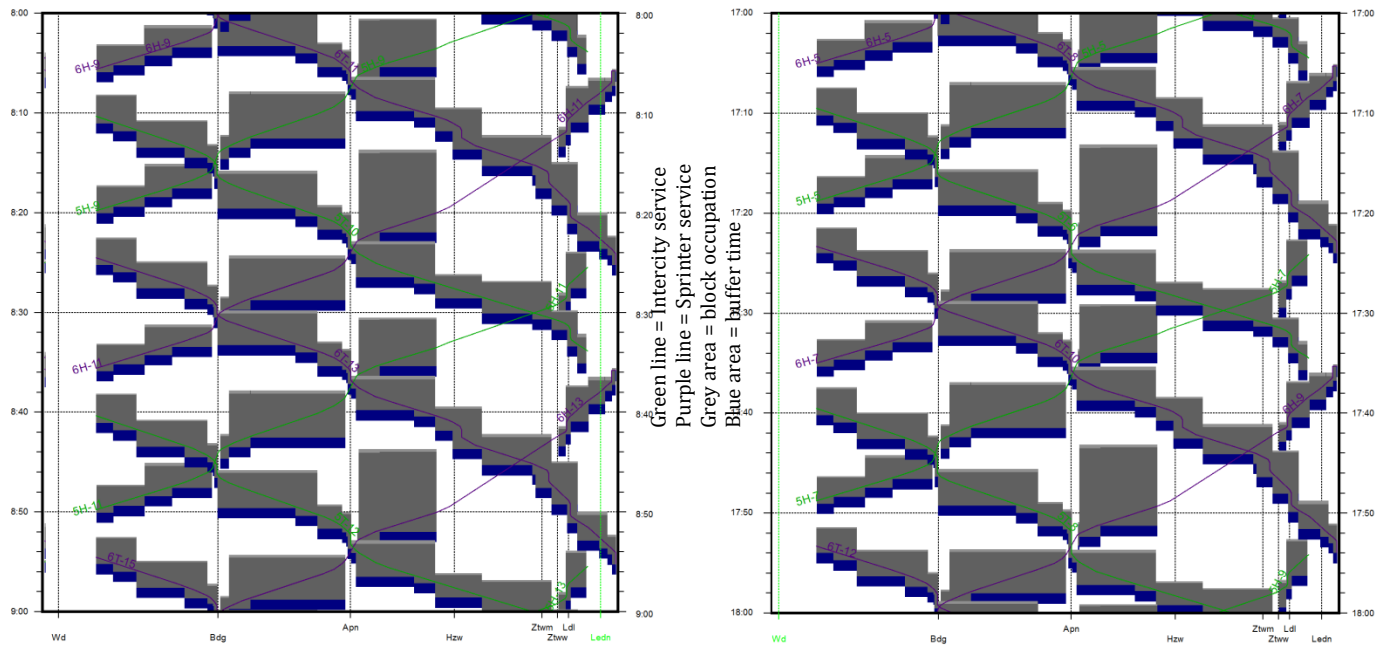 8:00
8:10
8:20
8:30
8:40
8:50
9:00
6H-9
6H-9
6H-11
6H-11
6T-13
6H-13
6T-15
Wd
Bdg
Apn
Hzw
Ztwm
Ztww
Ldl
Ledn
8:00
8:10
8:20
8:30
8:40
8:50
9:00
Green line = Intercity service
Purple line = Sprinter service
Grey area = block occupation
Blue area = buffer time
17:00
17:10
17:20
17:30
17:40
17:50
18:00
6H-5
6H-5
6H-7
5H-5
5H-7
6H-7
6T-10
6H-9
5H-7
6T-12
5H-9
Wd
Bdg
Apn
Hzw
Ztwm
Ztww
Ldl
Ledn
17:00
17:10
17:20
17:30
17:40
17:50
18:00